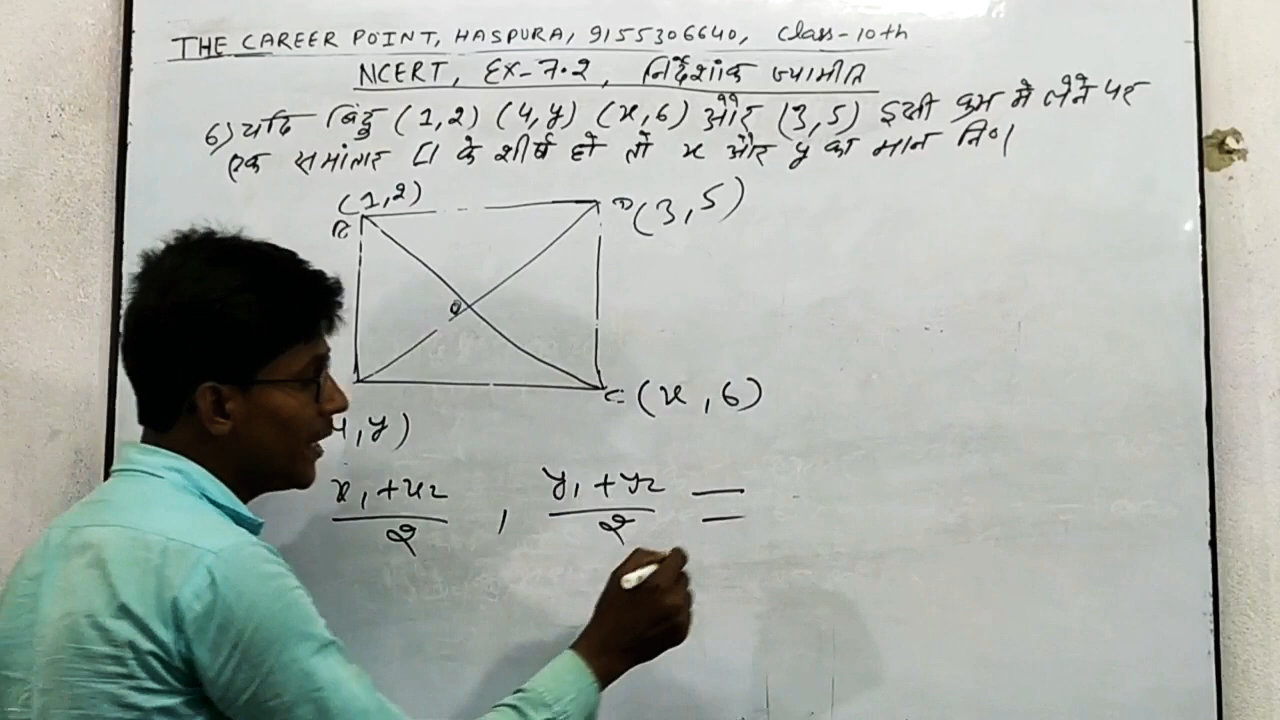 THE CAREER POINT, HASPURA, 9155306640, Class-10th
NCERT, EX-7.2, निर्देशांक ज्यामीति
6) यदि बिंदु (1,2) (4,y) (x,6) और (3,5) इसी क्रम में लेने पर
एक समांतर □ के शीर्ष हो तो x और y का मान नि०।
(1,2)
D(3,5)
O
C (x,6)
4,y)
x₁+x₂/2 , y₁+y₂/2 =